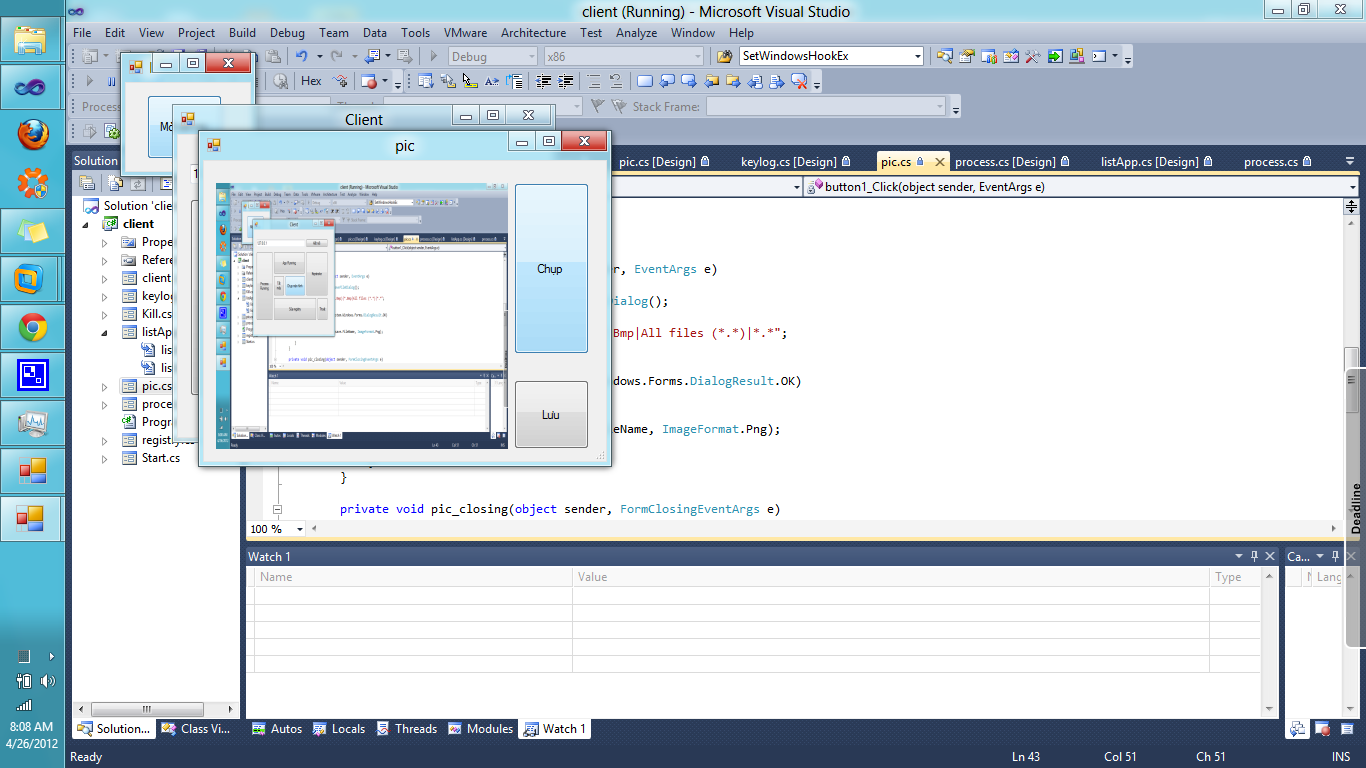 client (Running) - Microsoft Visual Studio
File Edit View Project Build Debug Team Data Tools VMware Architecture Test Analyze Window Help
Debug x86 SetWindowsHookEx
Hex
Process
Stack Frame:
Client
pic
Chup
Lưu
Solution
pic.cs [Design] keylog.cs [Design] pic.cs process.cs [Design] listApp.cs [Design] process.cs
button1_Click(object sender, EventArgs e)
Solution 'clie
client
Prope
Refere
client
keylog
Kill.cs
listAp
lis
lis
pic.cs
proce
Progr
registry.cs
Start.cs
r, EventArgs e)
Dialog();
Bmp|All files (*.*)|*.*";
ndows.Forms.DialogResult.OK)
eName, ImageFormat.Png);
}
private void pic_closing(object sender, FormClosingEventArgs e)
100 %
Deadline
Watch 1
Name Value Type
Ca...
Lang
Solution... Class Vi...
Autos Locals Threads Modules Watch 1
8:08 AM
4/26/2012
Ready Ln 43 Col 51 Ch 51 INS